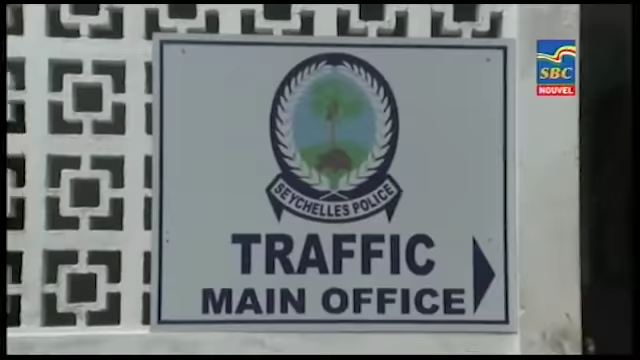 SBC
NOUVEL
SEYCHELLES POLICE
TRAFFIC
MAIN OFFICE